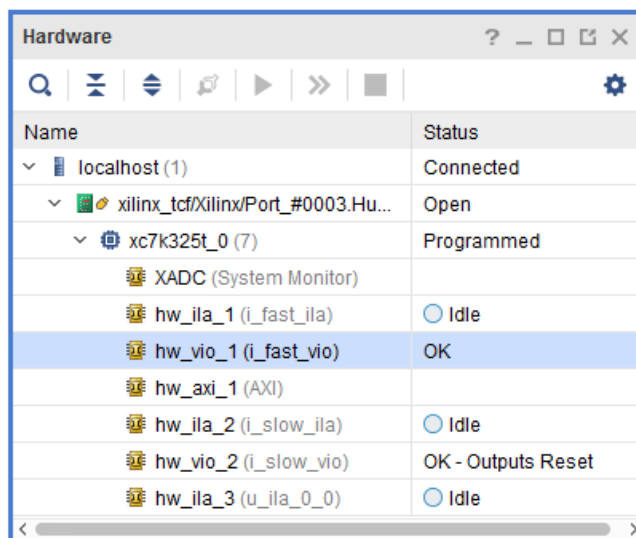 Hardware
Name Status
localhost (1) Connected
xilinx_tcf/Xilinx/Port_#0003.Hu... Open
xc7k325t_0 (7) Programmed
XADC (System Monitor)
hw_ila_1 (i_fast_ila) Idle
hw_vio_1 (i_fast_vio) OK
hw_axi_1 (AXI)
hw_ila_2 (i_slow_ila) Idle
hw_vio_2 (i_slow_vio) OK - Outputs Reset
hw_ila_3 (u_ila_0_0) Idle